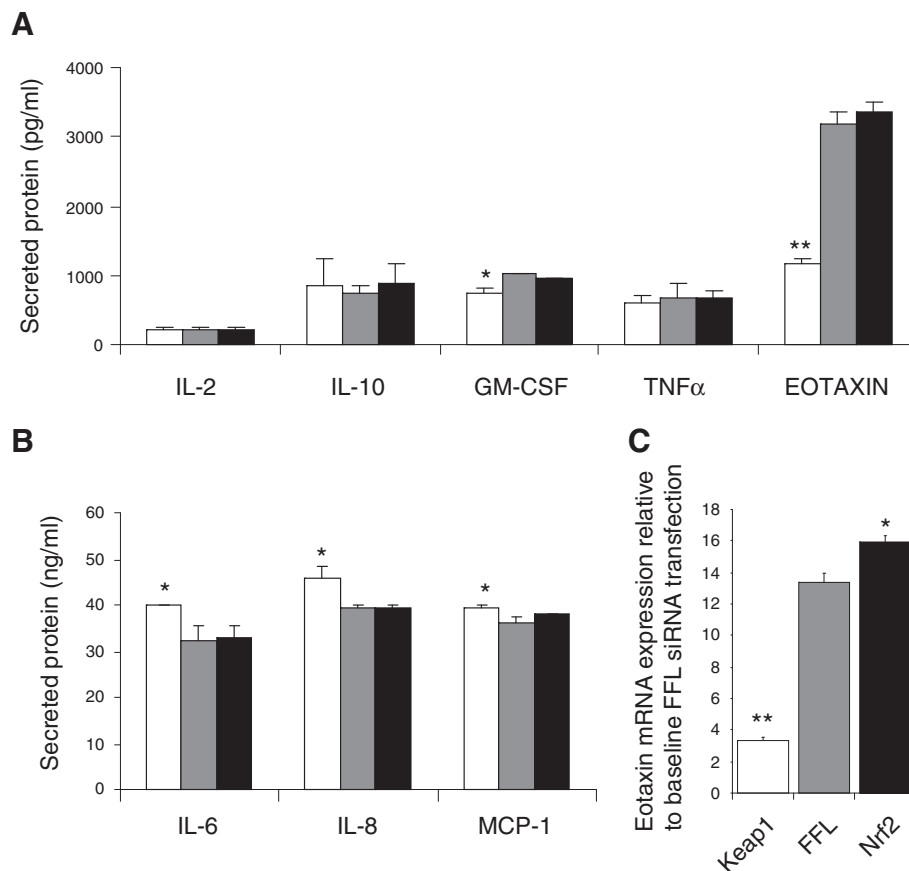 A
Secreted protein (pg/ml)
4000
3000
2000
1000
0
*
**
IL-2 IL-10 GM-CSF TNFα EOTAXIN
B
Secreted protein (ng/ml)
60
50
40
30
20
10
0
*
*
*
IL-6 IL-8 MCP-1
C
Eotaxin mRNA expression relative
to baseline FFL siRNA transfection
18
16
14
12
10
8
6
4
2
0
**
*
Keap1 FFL Nrf2